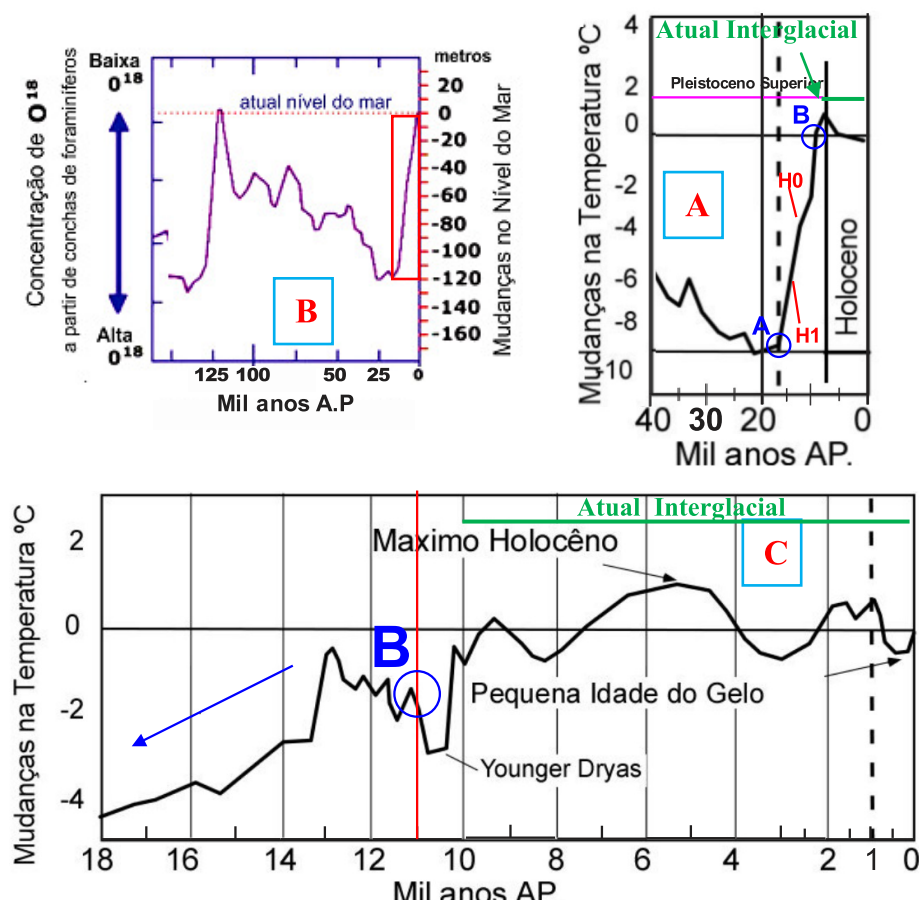 Baixa
O¹⁸
Concentração de O¹⁸
a partir de conchas de foraminíferos
Alta
O¹⁸
atual nível do mar
metros
20
0
-20
-40
-60
-80
-100
-120
-140
-160
Mudanças no Nível do Mar
B
125 100 50 25 0
Mil anos A.P
Mudanças na Temperatura ºC
4
2
0
-2
-4
-6
-8
-10
Atual Interglacial
Pleistoceno Superior
B
H0
A
A
H1
Holoceno
40 30 20 0
Mil anos AP.
Mudanças na Temperatura ºC
2
0
-2
-4
Atual Interglacial
Maximo Holocêno
C
B
Pequena Idade do Gelo
Younger Dryas
18 16 14 12 10 8 6 4 2 1 0
Mil anos AP